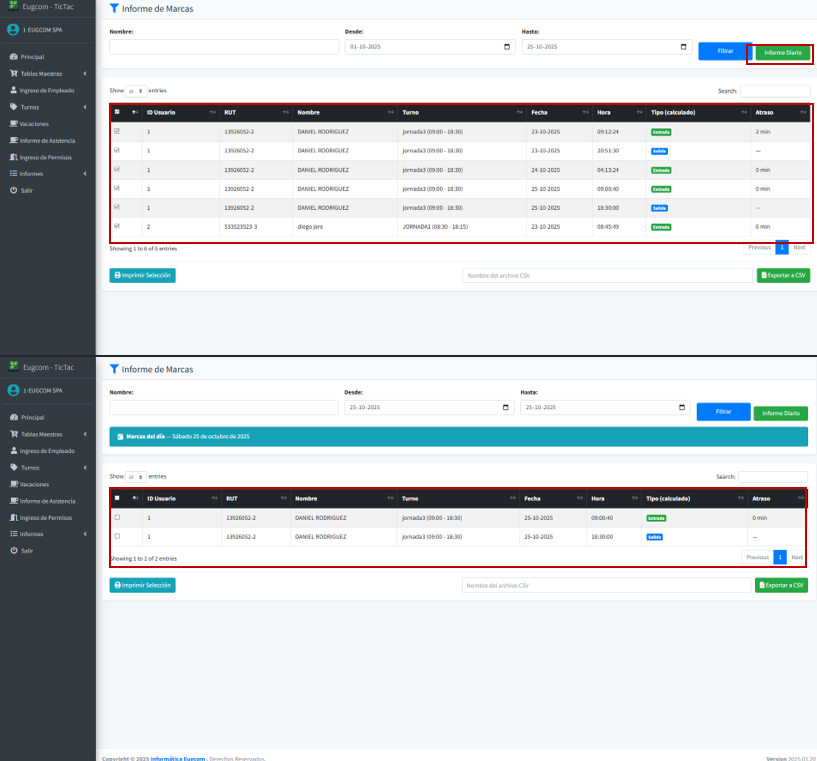 Eugcom - TicTac
1-EUGCOM SPA
Principal
Tablas Maestras
Ingreso de Empleado
Turnos
Vacaciones
Informe de Asistencia
Ingreso de Permisos
Informes
Salir
Informe de Marcas
Nombre: Desde: Hasta:
01-10-2025 25-10-2025 Filtrar Informe Diario
Show 10 entries Search:
ID Usuario RUT Nombre Turno Fecha Hora Tipo (calculado) Atraso
1 13926052-2 DANIEL RODRIGUEZ jornada3 (09:00 - 18:30) 23-10-2025 09:12:24 Entrada 2 min
1 13926052-2 DANIEL RODRIGUEZ jornada3 (09:00 - 18:30) 23-10-2025 20:51:30 Salida —
1 13926052-2 DANIEL RODRIGUEZ jornada3 (09:00 - 18:30) 24-10-2025 04:13:24 Entrada 0 min
1 13926052-2 DANIEL RODRIGUEZ jornada3 (09:00 - 18:30) 25-10-2025 09:00:40 Entrada 0 min
1 13926052-2 DANIEL RODRIGUEZ jornada3 (09:00 - 18:30) 25-10-2025 18:30:00 Salida —
2 533523523-3 diego jere JORNADA1 (08:30 - 18:15) 23-10-2025 08:45:49 Entrada 6 min
Showing 1 to 6 of 6 entries Previous 1 Next
Imprimir Selección Nombre del archivo CSV Exportar a CSV
Eugcom - TicTac
1-EUGCOM SPA
Principal
Tablas Maestras
Ingreso de Empleado
Turnos
Vacaciones
Informe de Asistencia
Ingreso de Permisos
Informes
Salir
Informe de Marcas
Nombre: Desde: Hasta:
25-10-2025 25-10-2025 Filtrar Informe Diario
Marcas del día — Sábado 25 de octubre de 2025
Show 10 entries Search:
ID Usuario RUT Nombre Turno Fecha Hora Tipo (calculado) Atraso
1 13926052-2 DANIEL RODRIGUEZ jornada3 (09:00 - 18:30) 25-10-2025 09:00:40 Entrada 0 min
1 13926052-2 DANIEL RODRIGUEZ jornada3 (09:00 - 18:30) 25-10-2025 18:30:00 Salida —
Showing 1 to 2 of 2 entries Previous 1 Next
Imprimir Selección Nombre del archivo CSV Exportar a CSV
Copyright © 2025 Informática Eugcom . Derechos Reservados. Version 2025.03.20